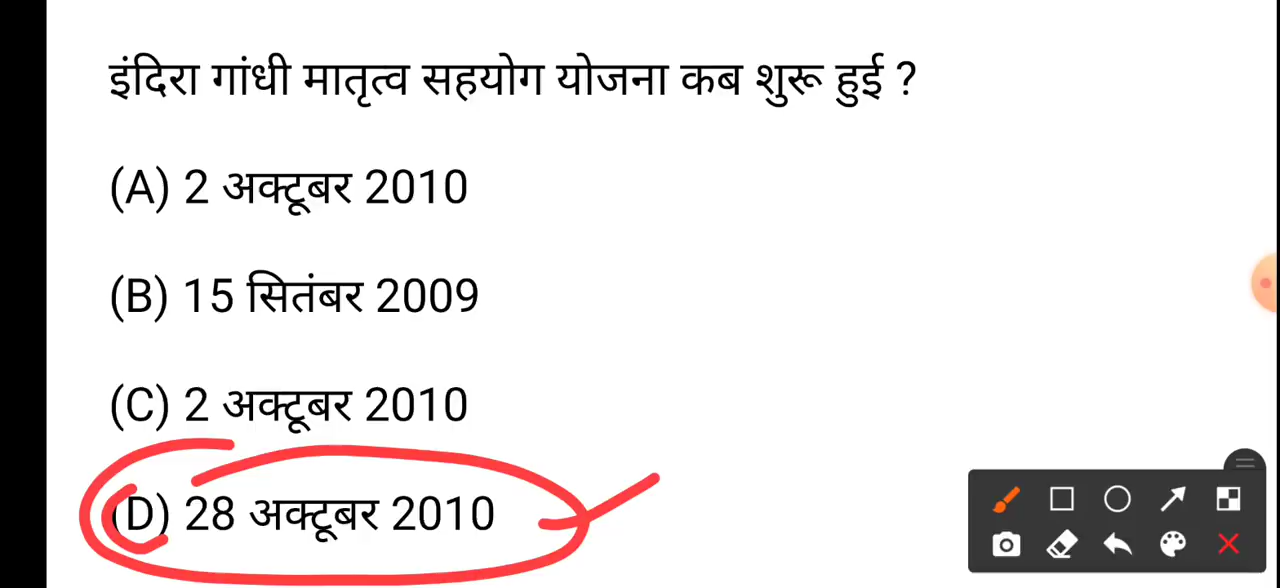 इंदिरा गांधी मातृत्व सहयोग योजना कब शुरू हुई ?
(A) 2 अक्टूबर 2010
(B) 15 सितंबर 2009
(C) 2 अक्टूबर 2010
(D) 28 अक्टूबर 2010